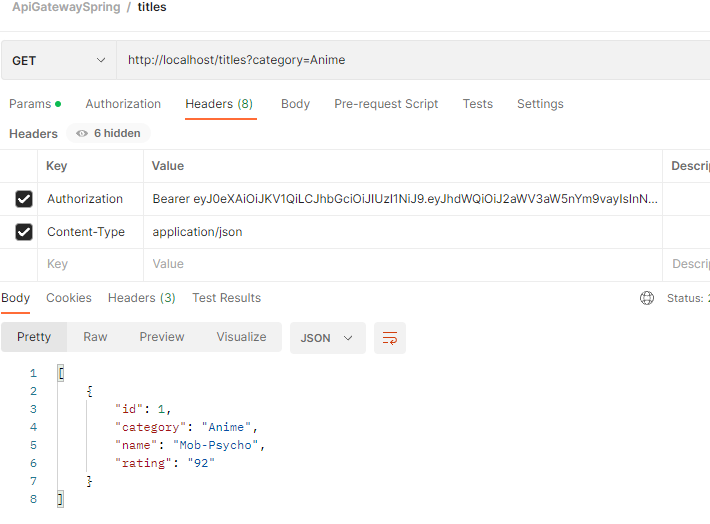 ApiGatewaySpring / titles
GET http://localhost/titles?category=Anime
Params Authorization Headers (8) Body Pre-request Script Tests Settings
Headers 6 hidden
Key Value Descri
Authorization Bearer eyJ0eXAiOiJKV1QiLCJhbGciOiJIUzI1NiJ9.eyJhdWQiOiJ2aWV3aW5nYm9vayIsInN...
Content-Type application/json
Key Value Descri
Body Cookies Headers (3) Test Results Status: 2
Pretty Raw Preview Visualize JSON
1 [
2 {
3 "id": 1,
4 "category": "Anime",
5 "name": "Mob-Psycho",
6 "rating": "92"
7 }
8 ]